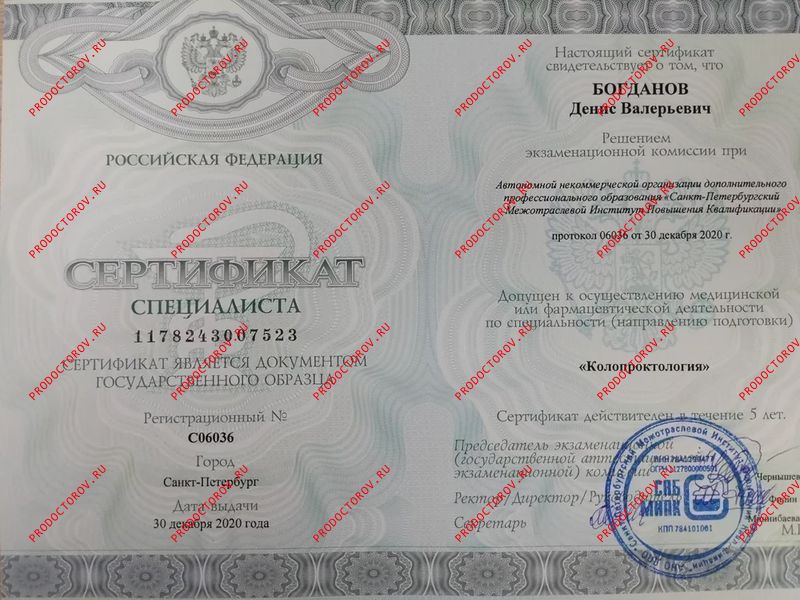 РОССИЙСКАЯ ФЕДЕРАЦИЯ
СЕРТИФИКАТ
СПЕЦИАЛИСТА
1178243007523
СЕРТИФИКАТ ЯВЛЯЕТСЯ ДОКУМЕНТОМ
ГОСУДАРСТВЕННОГО ОБРАЗЦА
Регистрационный №
С06036
Город
Санкт-Петербург
Дата выдачи
30 декабря 2020 года
Настоящий сертификат
свидетельствует о том, что
БОГДАНОВ
Денис Валерьевич
Решением
экзаменационной комиссии при
Автономной некоммерческой организации дополнительного
профессионального образования «Санкт-Петербургский
Межотраслевой Институт Повышения Квалификации»
протокол 06036 от 30 декабря 2020 г.
Допущен к осуществлению медицинской
или фармацевтической деятельности
по специальности (направлению подготовки)
«Колопроктология»
Сертификат действителен в течение 5 лет.
Председатель экзаменационной
(государственной
экзаменационной)
Ректор/Директор/
Секретарь
САБ
МАИК
КПП 784101001
PRODOCTOROV.RU